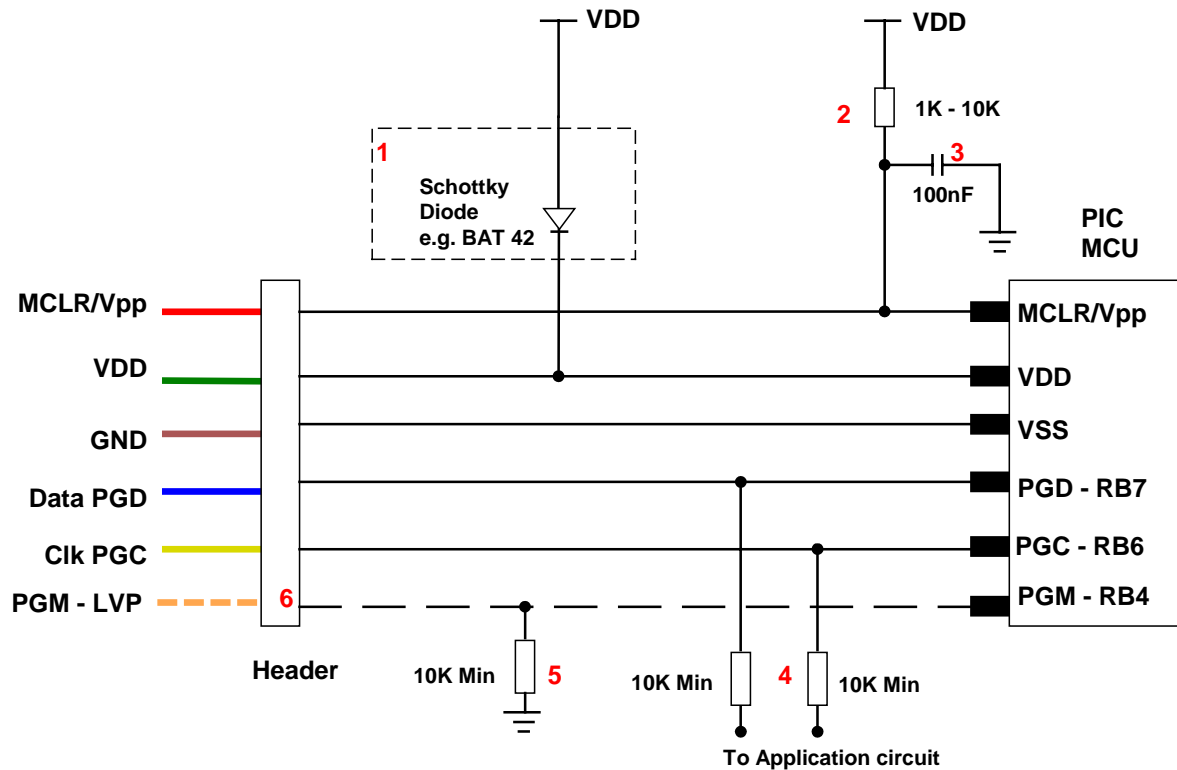 VDD
VDD
1
Schottky
Diode
e.g. BAT 42
2
1K - 10K
3
100nF
PIC
MCU
MCLR/Vpp
VDD
GND
Data PGD
Clk PGC
PGM - LVP
6
Header
MCLR/Vpp
VDD
VSS
PGD - RB7
PGC - RB6
PGM - RB4
10K Min
5
10K Min
4
10K Min
To Application circuit